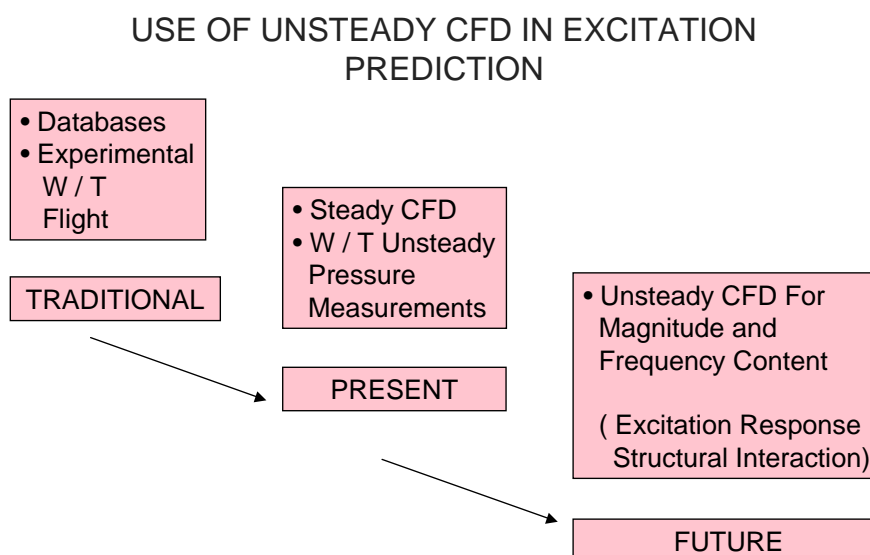 USE OF UNSTEADY CFD IN EXCITATION
PREDICTION
• Databases
• Experimental
W / T
Flight
TRADITIONAL
• Steady CFD
• W / T Unsteady
Pressure
Measurements
PRESENT
• Unsteady CFD For
Magnitude and
Frequency Content
( Excitation Response
Structural Interaction)
FUTURE